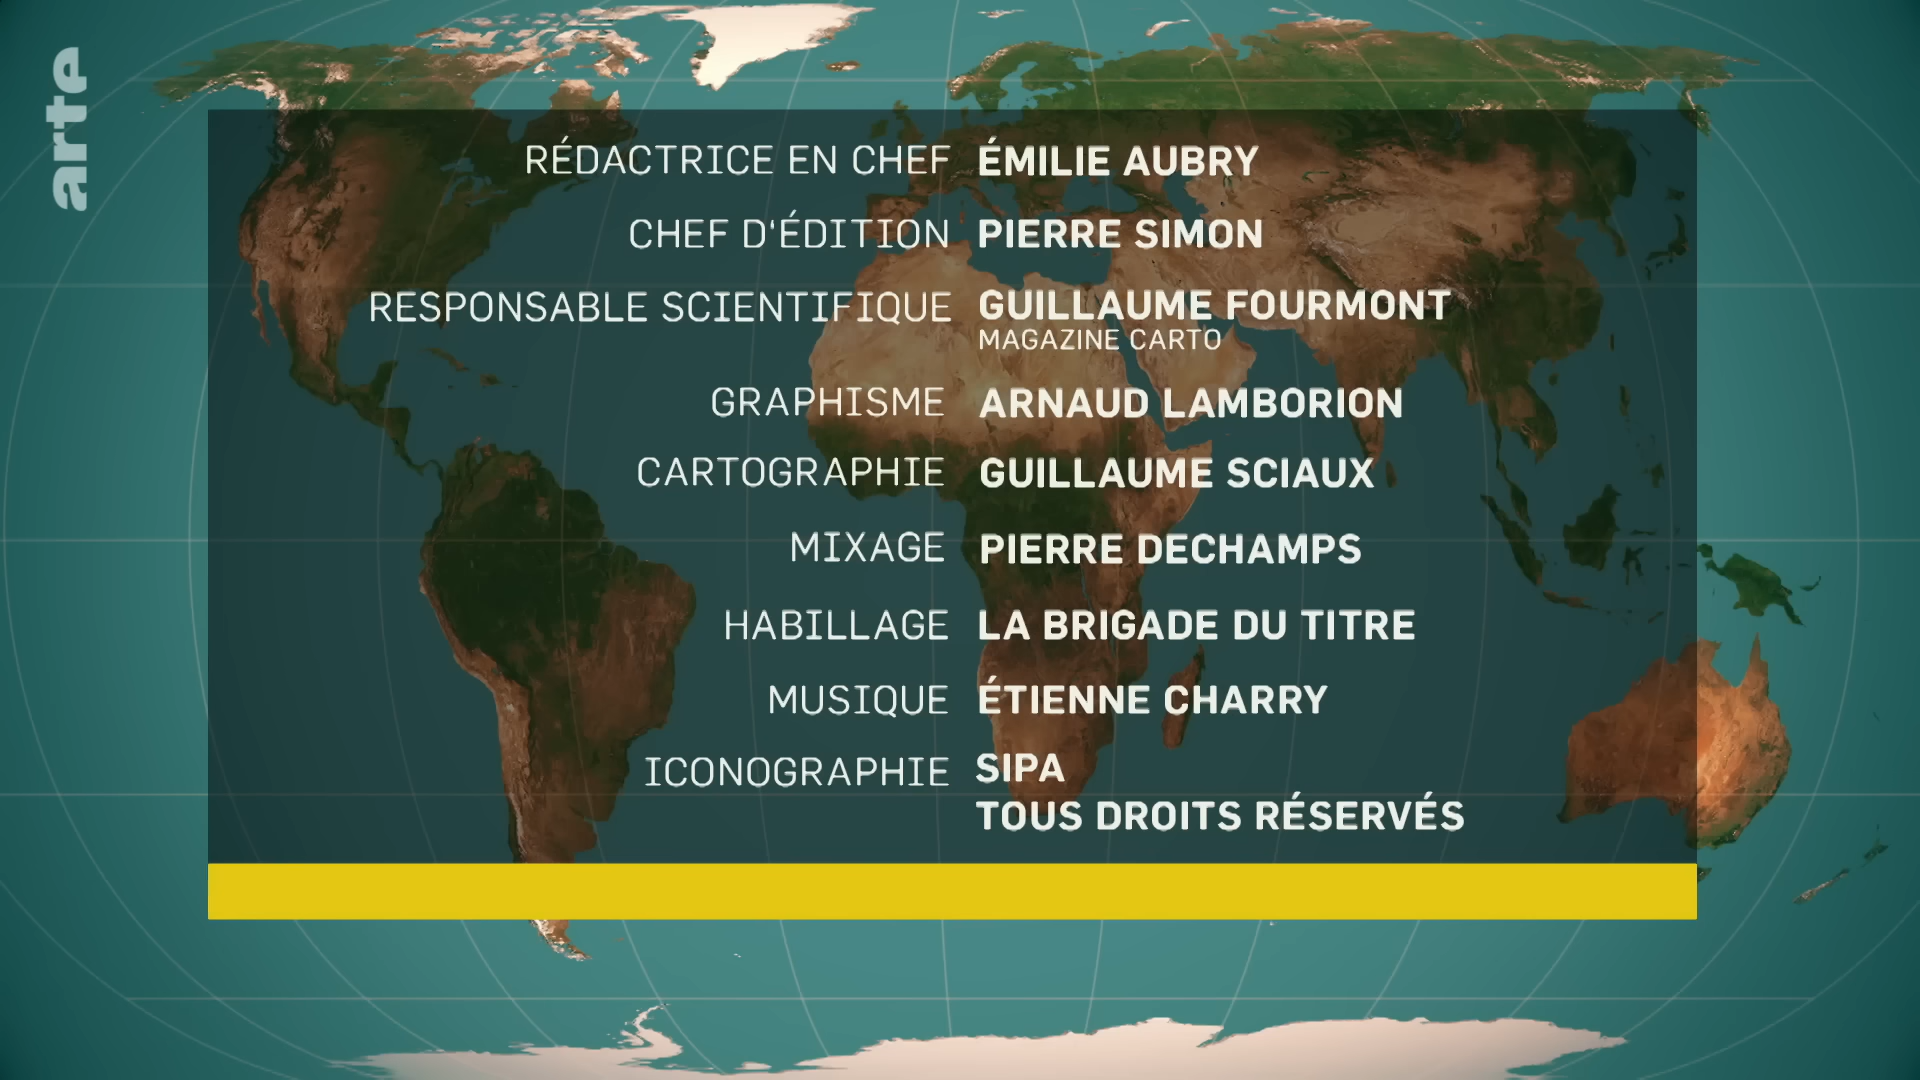 arte
RÉDACTRICE EN CHEF ÉMILIE AUBRY
CHEF D'ÉDITION PIERRE SIMON
RESPONSABLE SCIENTIFIQUE GUILLAUME FOURMONT
MAGAZINE CARTO
GRAPHISME ARNAUD LAMBORION
CARTOGRAPHIE GUILLAUME SCIAUX
MIXAGE PIERRE DECHAMPS
HABILLAGE LA BRIGADE DU TITRE
MUSIQUE ÉTIENNE CHARRY
ICONOGRAPHIE SIPA
TOUS DROITS RÉSERVÉS